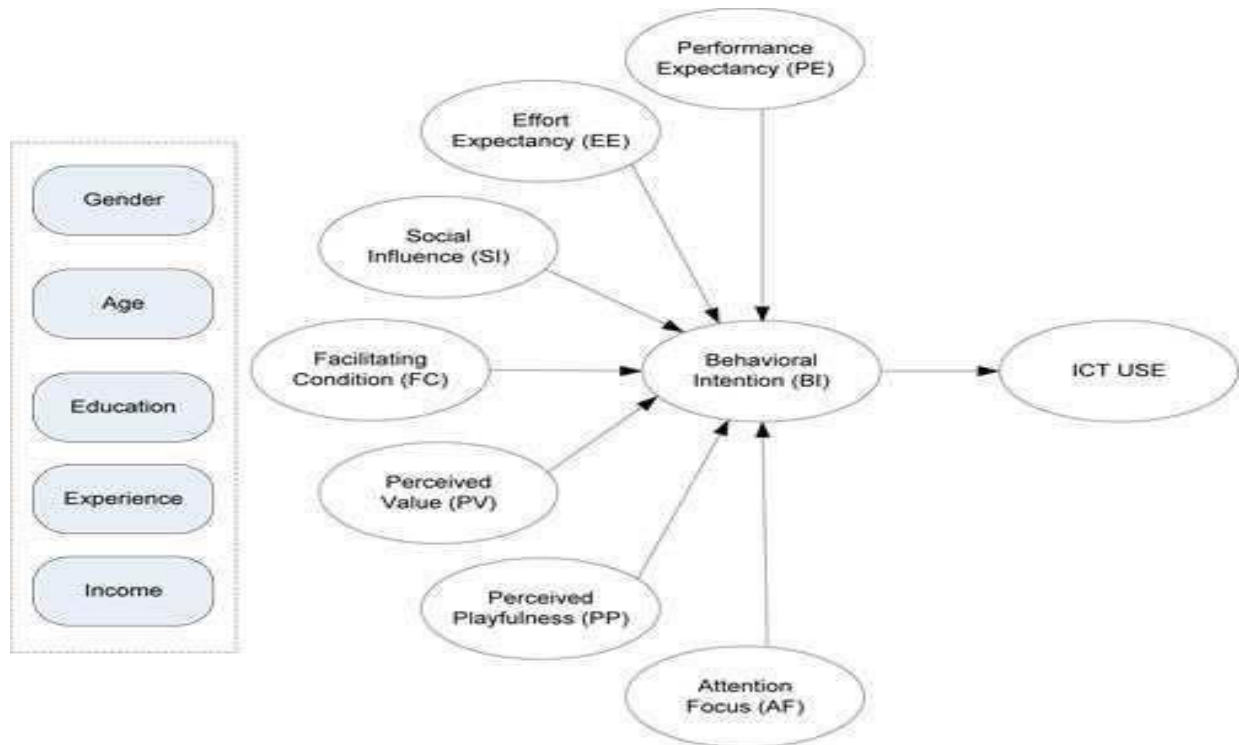 Performance
Expectancy (PE)
Effort
Expectancy (EE)
Gender
Social
Influence (SI)
Age
Facilitating
Condition (FC)
Behavioral
Intention (BI)
ICT USE
Education
Perceived
Value (PV)
Experience
Income
Perceived
Playfulness (PP)
Attention
Focus (AF)